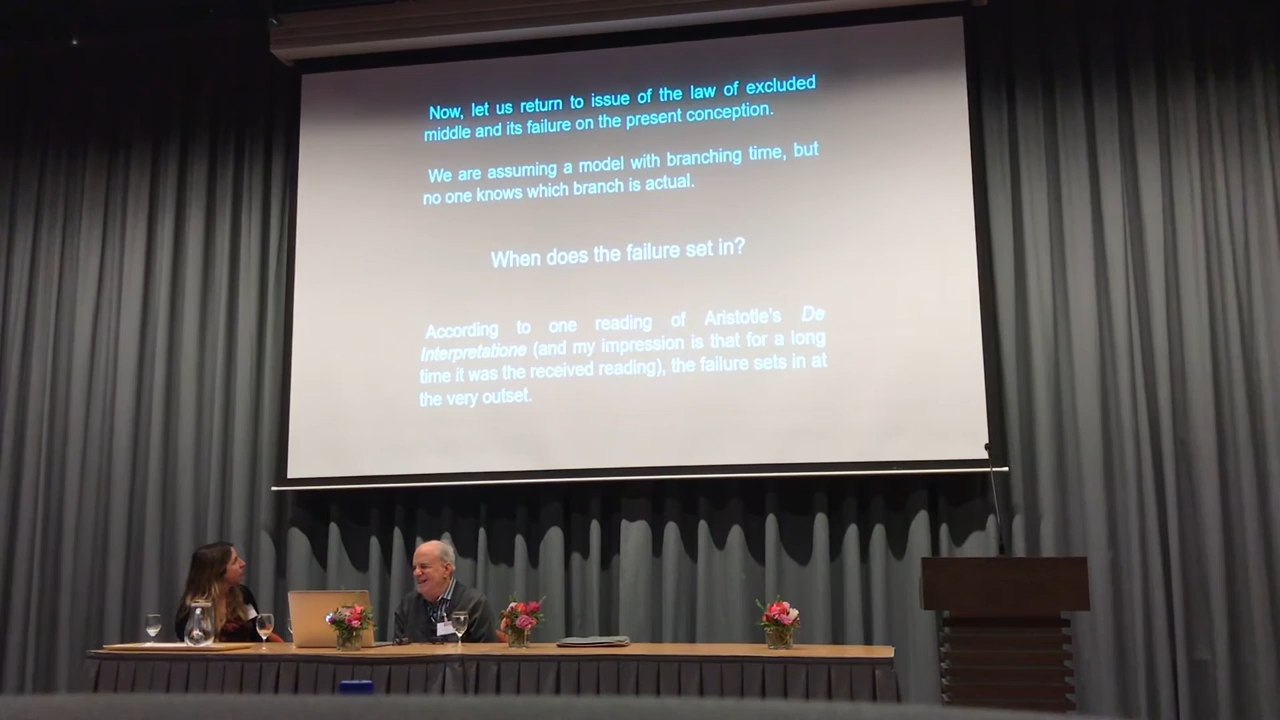 Now, let us return to issue of the law of excluded
middle and its failure on the present conception.
We are assuming a model with branching time, but
no one knows which branch is actual.
When does the failure set in?
According to one reading of Aristotle's De
Interpretatione (and my impression is that for a long
time it was the received reading), the failure sets in at
the very outset.